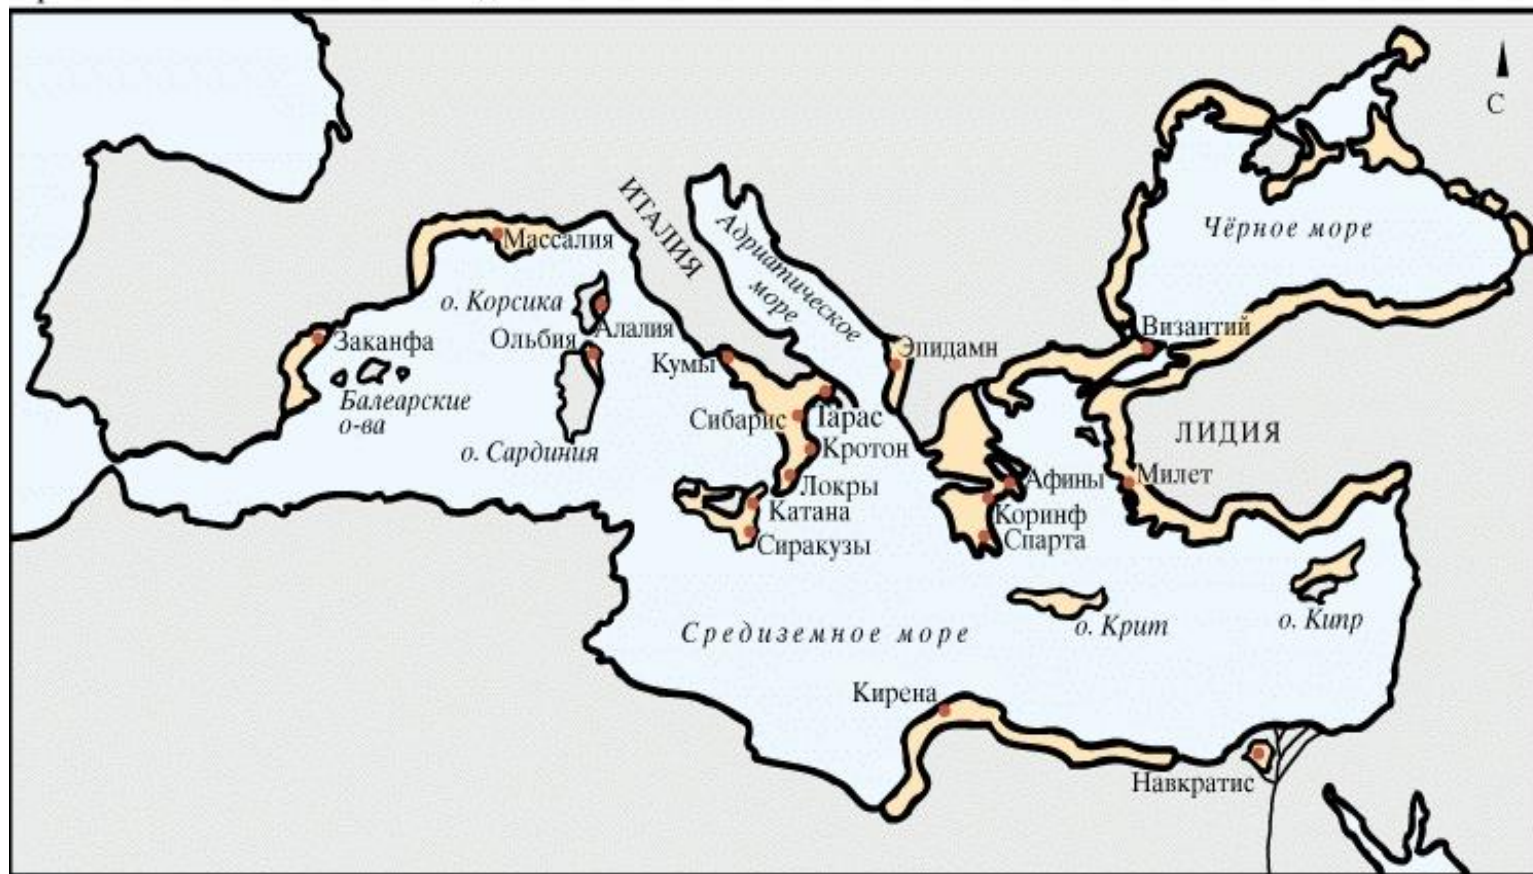 С
ИТАЛИЯ
Адриатическое
море
Чёрное море
Массалия
о. Корсика
Алалия
Ольбия
Заканфа
Балеарские
о-ва
о. Сардиния
Кумы
Эпидамн
Византий
Сибарис
Тарас
Кротон
ЛИДИЯ
Локры
Афины
Милет
Катана
Коринф
Сиракузы
Спарта
Средиземное море
о. Крит
о. Кипр
Кирена
Навкратис